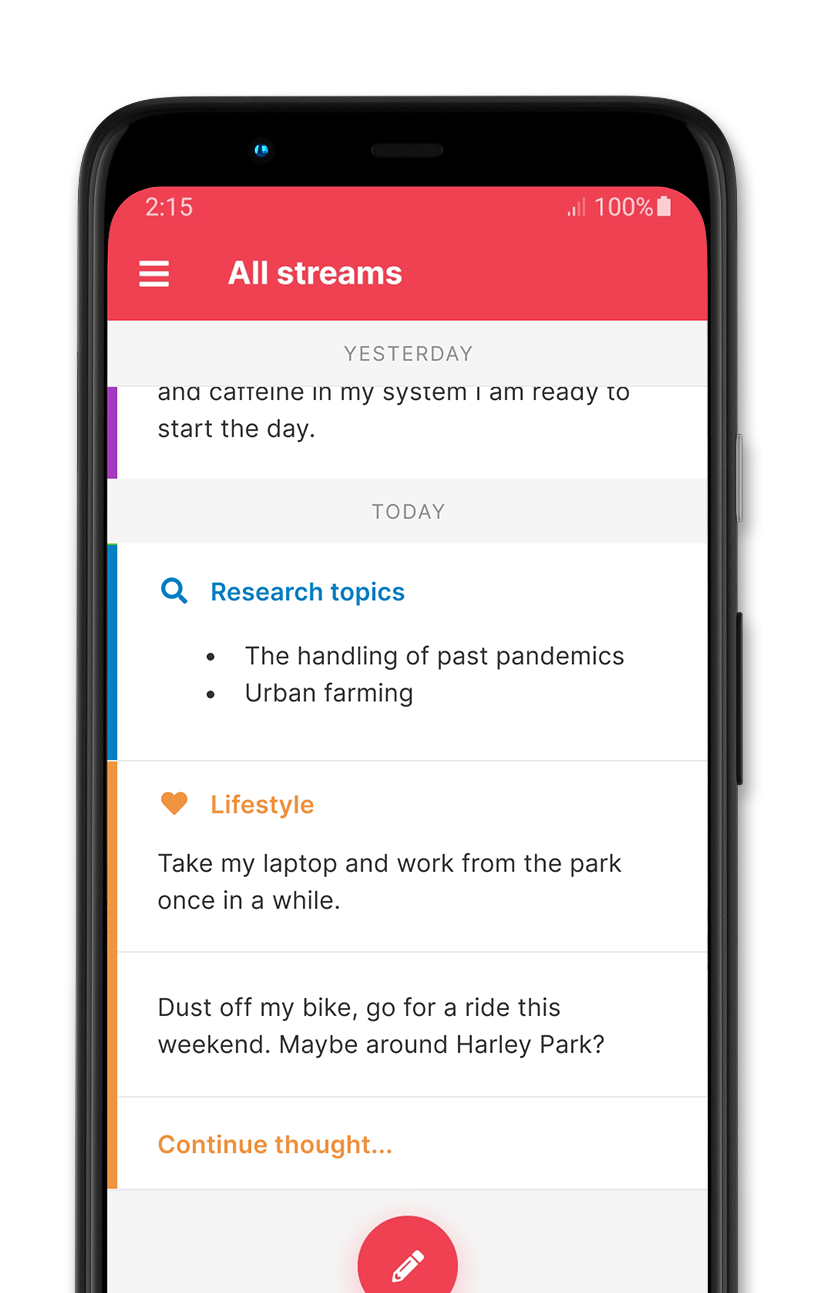 2:15 100%
All streams
YESTERDAY
and caffeine in my system I am ready to
start the day.
TODAY
Research topics
• The handling of past pandemics
• Urban farming
Lifestyle
Take my laptop and work from the park
once in a while.
Dust off my bike, go for a ride this
weekend. Maybe around Harley Park?
Continue thought...